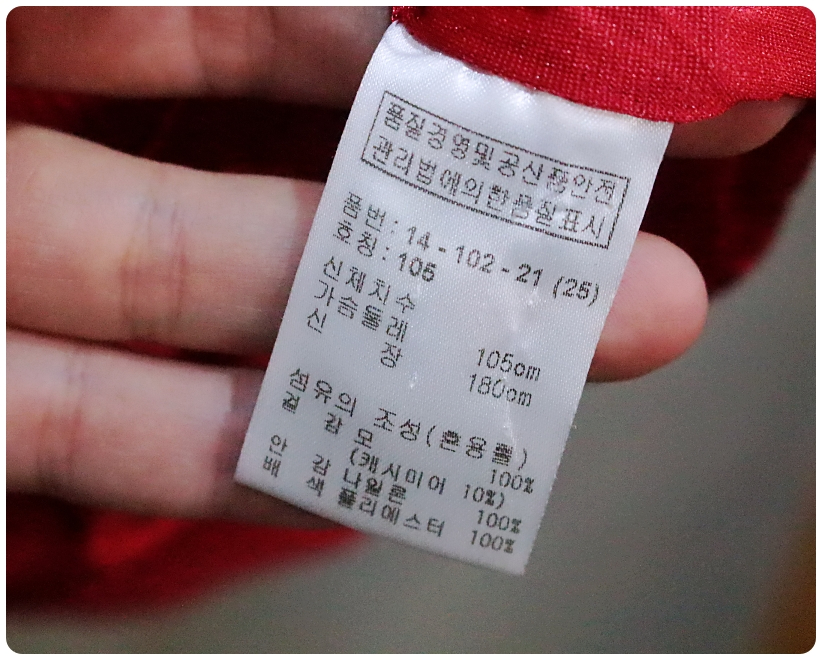 품질경영및공산품안전
관리법에의한품질표시
품번 : 14 - 102 - 21 (25)
호칭 : 105
신체치수
가슴둘레 105cm
신 장 180cm
섬유의 조성(혼용률)
겉 감 모 100%
(캐시미어 10%)
안 감 나일론 100%
배 색 폴리에스터 100%